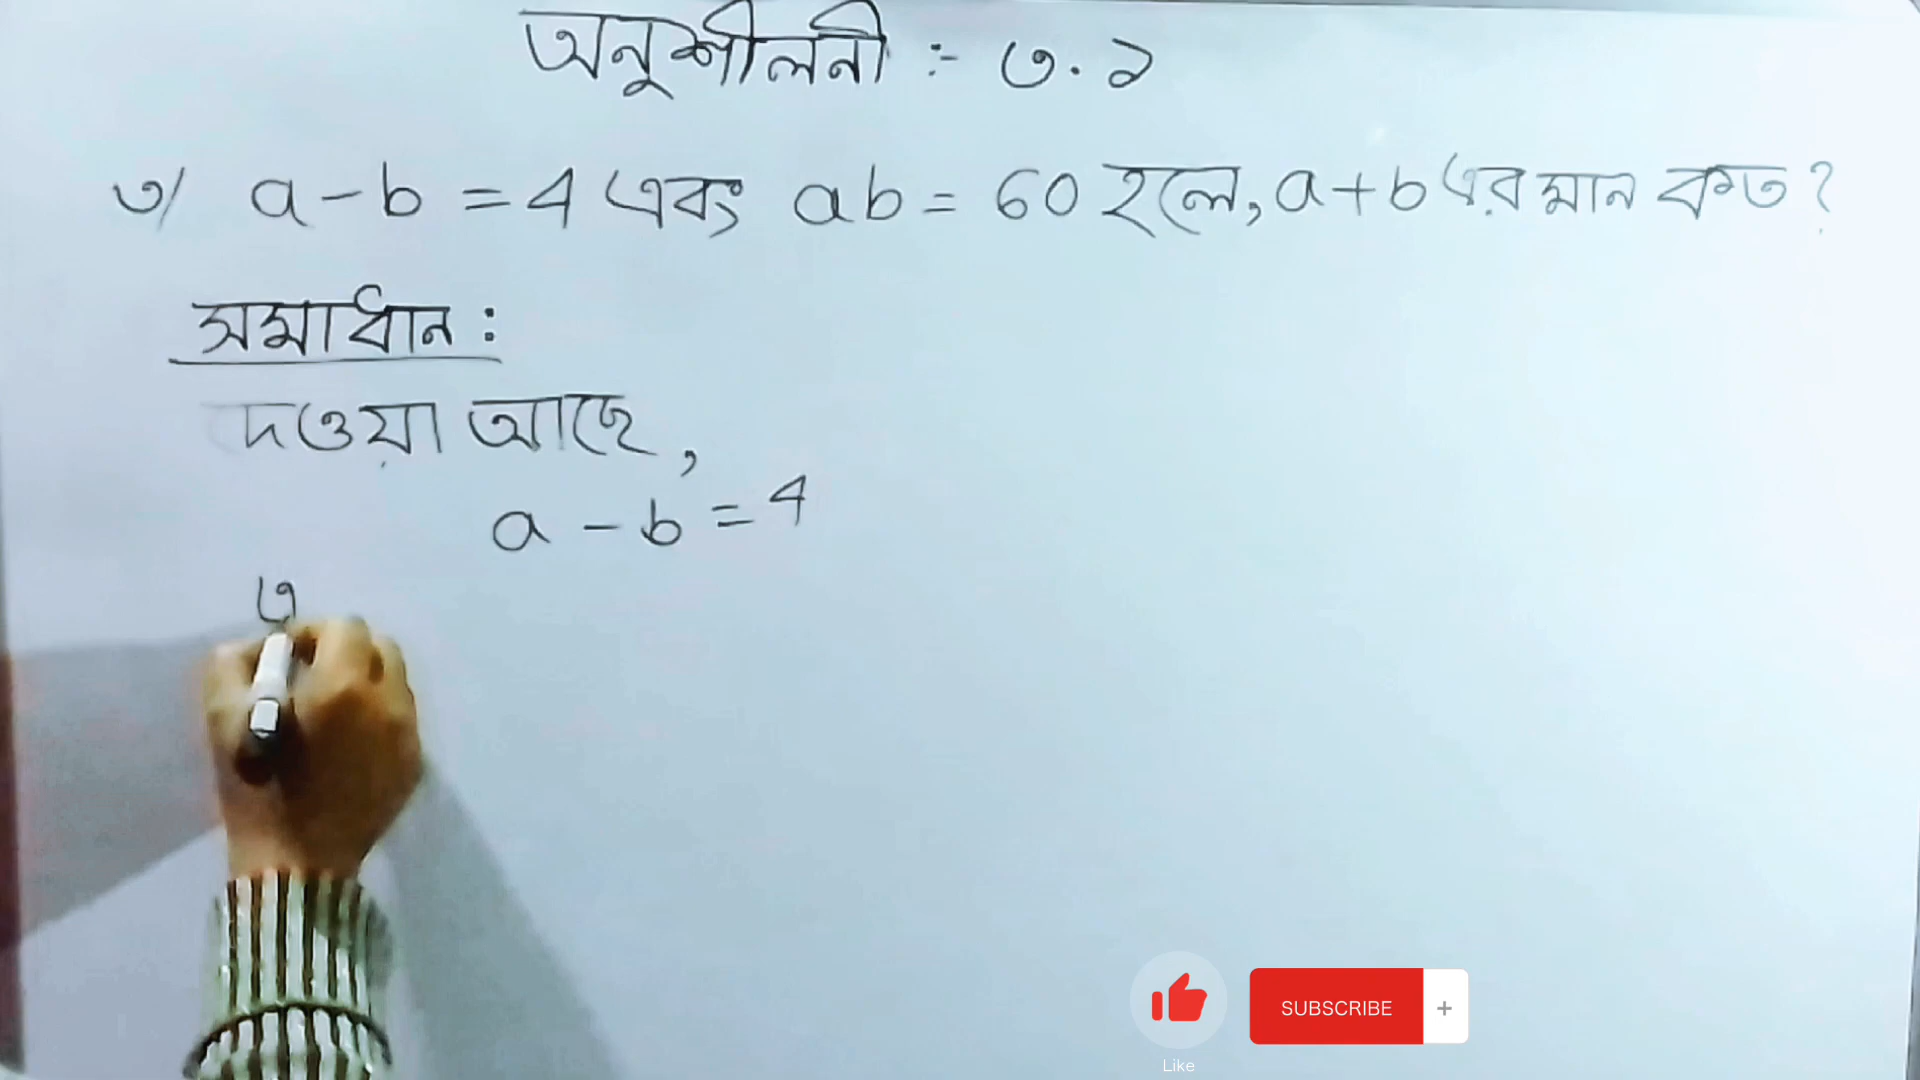 অনুশীলনী :- ৩.১
৩/ a - b = 4 এবং ab = 60 হলে, a + b এর মান কত?
সমাধান :
দেওয়া আছে,
a - b = 4
এ
Like
SUBSCRIBE +